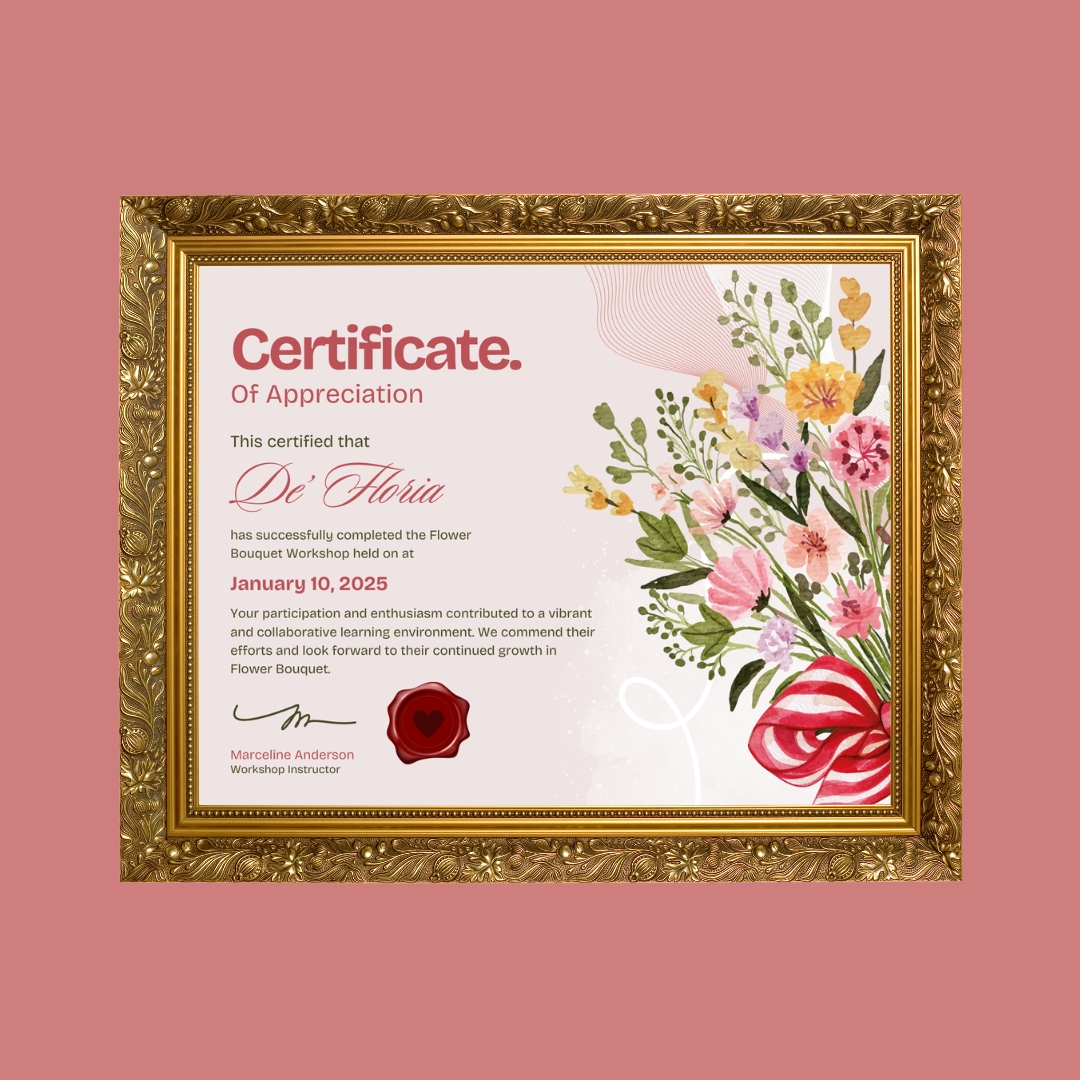 Certificate.
Of Appreciation
This certified that
De' Floria
has successfully completed the Flower
Bouquet Workshop held on at
January 10, 2025
Your participation and enthusiasm contributed to a vibrant
and collaborative learning environment. We commend their
efforts and look forward to their continued growth in
Flower Bouquet.
Marceline Anderson
Workshop Instructor